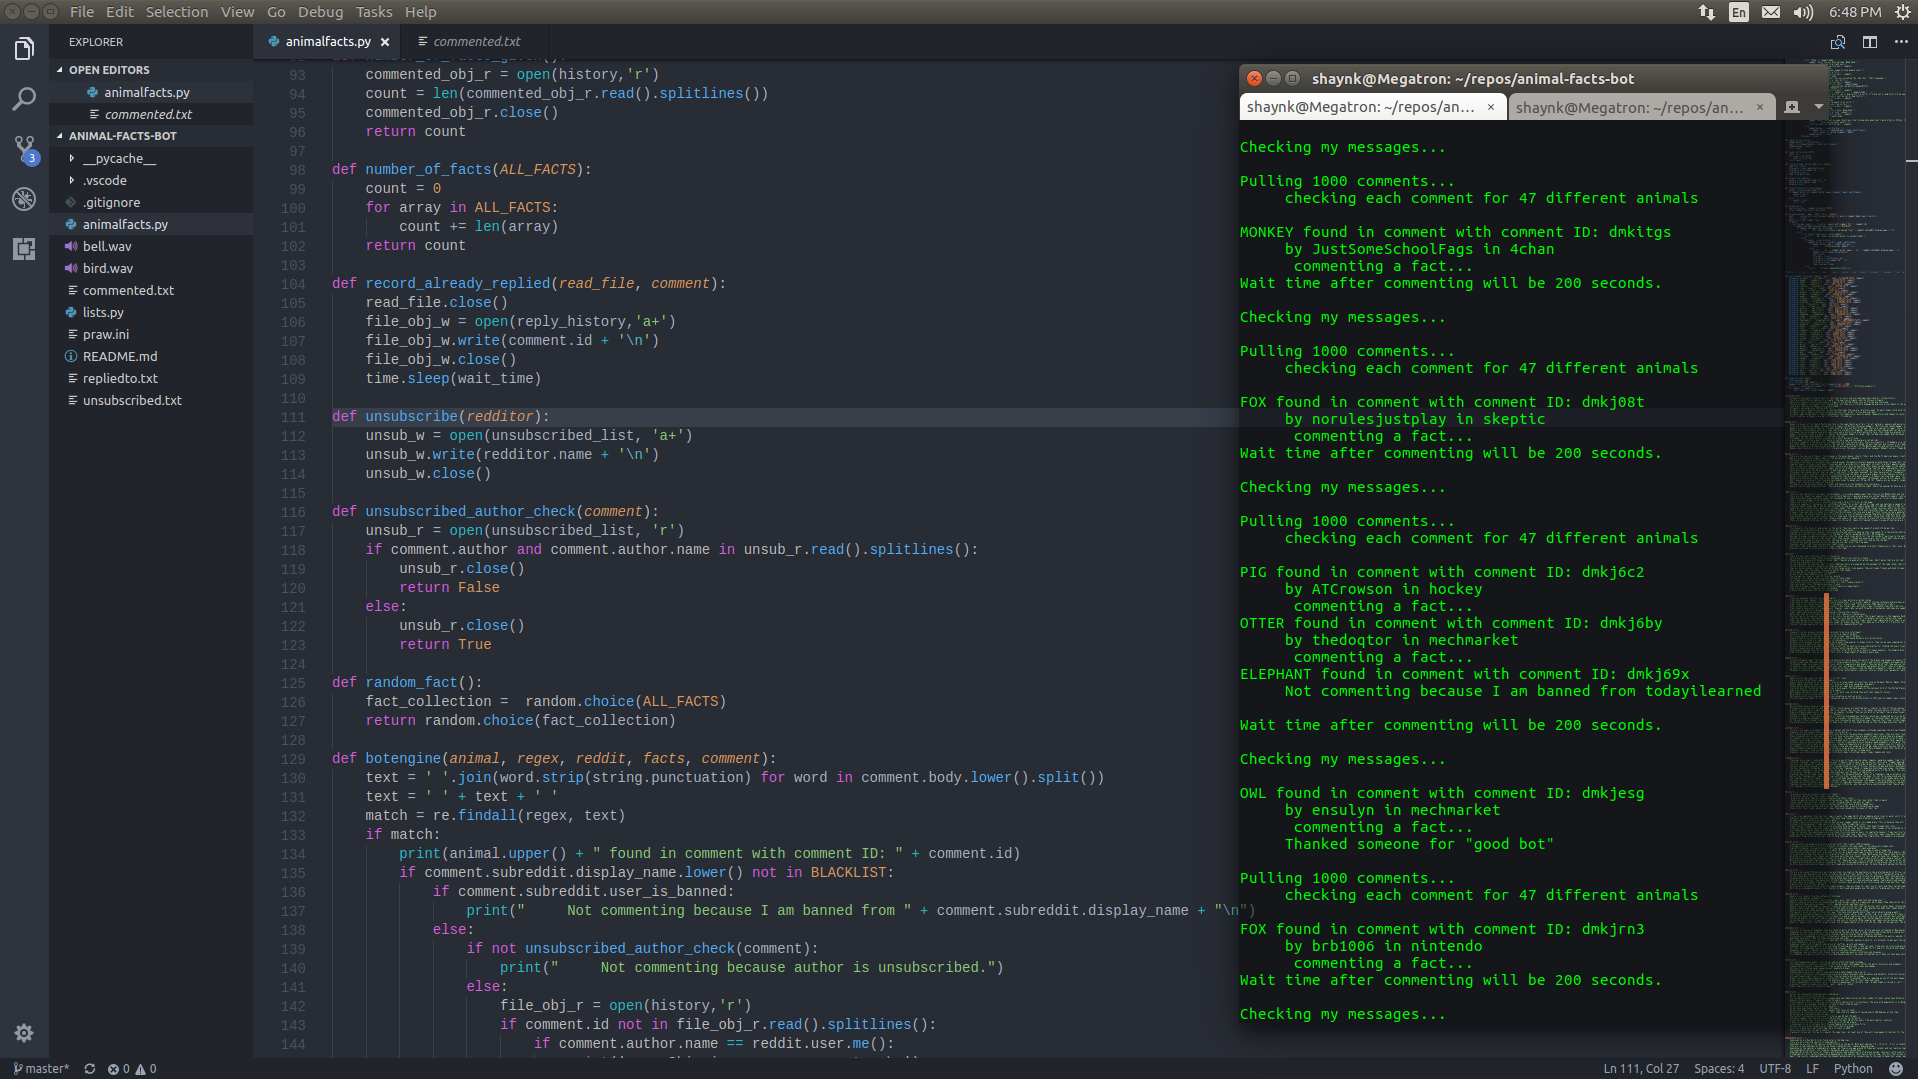 File Edit Selection View Go Debug Tasks Help
En 6:48 PM
EXPLORER
OPEN EDITORS
animalfacts.py
commented.txt
ANIMAL-FACTS-BOT
__pycache__
.vscode
.gitignore
animalfacts.py
bell.wav
bird.wav
commented.txt
lists.py
praw.ini
README.md
repliedto.txt
unsubscribed.txt
3
animalfacts.py commented.txt
93 commented_obj_r = open(history,'r')
94 count = len(commented_obj_r.read().splitlines())
95 commented_obj_r.close()
96 return count
97
98 def number_of_facts(ALL_FACTS):
99 count = 0
100 for array in ALL_FACTS:
101 count += len(array)
102 return count
103
104 def record_already_replied(read_file, comment):
105 read_file.close()
106 file_obj_w = open(reply_history,'a+')
107 file_obj_w.write(comment.id + '\n')
108 file_obj_w.close()
109 time.sleep(wait_time)
110
111 def unsubscribe(redditor):
112 unsub_w = open(unsubscribed_list, 'a+')
113 unsub_w.write(redditor.name + '\n')
114 unsub_w.close()
115
116 def unsubscribed_author_check(comment):
117 unsub_r = open(unsubscribed_list, 'r')
118 if comment.author and comment.author.name in unsub_r.read().splitlines():
119 unsub_r.close()
120 return False
121 else:
122 unsub_r.close()
123 return True
124
125 def random_fact():
126 fact_collection =  random.choice(ALL_FACTS)
127 return random.choice(fact_collection)
128
129 def botengine(animal, regex, reddit, facts, comment):
130 text = ' '.join(word.strip(string.punctuation) for word in comment.body.lower().split())
131 text = ' ' + text + ' '
132 match = re.findall(regex, text)
133 if match:
134 print(animal.upper() + " found in comment with comment ID: " + comment.id)
135 if comment.subreddit.display_name.lower() not in BLACKLIST:
136 if comment.subreddit.user_is_banned:
137 print("     Not commenting because I am banned from " + comment.subreddit.display_name + "\n")
138 else:
139 if not unsubscribed_author_check(comment):
140 print("     Not commenting because author is unsubscribed.")
141 else:
142 file_obj_r = open(history,'r')
143 if comment.id not in file_obj_r.read().splitlines():
144 if comment.author.name == reddit.user.me():
shaynk@Megatron: ~/repos/animal-facts-bot
shaynk@Megatron: ~/repos/an... shaynk@Megatron: ~/repos/an...
Checking my messages...
Pulling 1000 comments...
checking each comment for 47 different animals
MONKEY found in comment with comment ID: dmkitgs
by JustSomeSchoolFags in 4chan
commenting a fact...
Wait time after commenting will be 200 seconds.
Checking my messages...
Pulling 1000 comments...
checking each comment for 47 different animals
FOX found in comment with comment ID: dmkj08t
by norulesjustplay in skeptic
commenting a fact...
Wait time after commenting will be 200 seconds.
Checking my messages...
Pulling 1000 comments...
checking each comment for 47 different animals
PIG found in comment with comment ID: dmkj6c2
by ATCrowson in hockey
commenting a fact...
OTTER found in comment with comment ID: dmkj6by
by thedoqtor in mechmarket
commenting a fact...
ELEPHANT found in comment with comment ID: dmkj69x
Not commenting because I am banned from todayilearned
Wait time after commenting will be 200 seconds.
Checking my messages...
OWL found in comment with comment ID: dmkjesg
by ensulyn in mechmarket
commenting a fact...
Thanked someone for "good bot"
Pulling 1000 comments...
checking each comment for 47 different animals
FOX found in comment with comment ID: dmkjrn3
by brb1006 in nintendo
commenting a fact...
Wait time after commenting will be 200 seconds.
Checking my messages...
master* 0 0 Ln 111, Col 27 Spaces: 4 UTF-8 LF Python